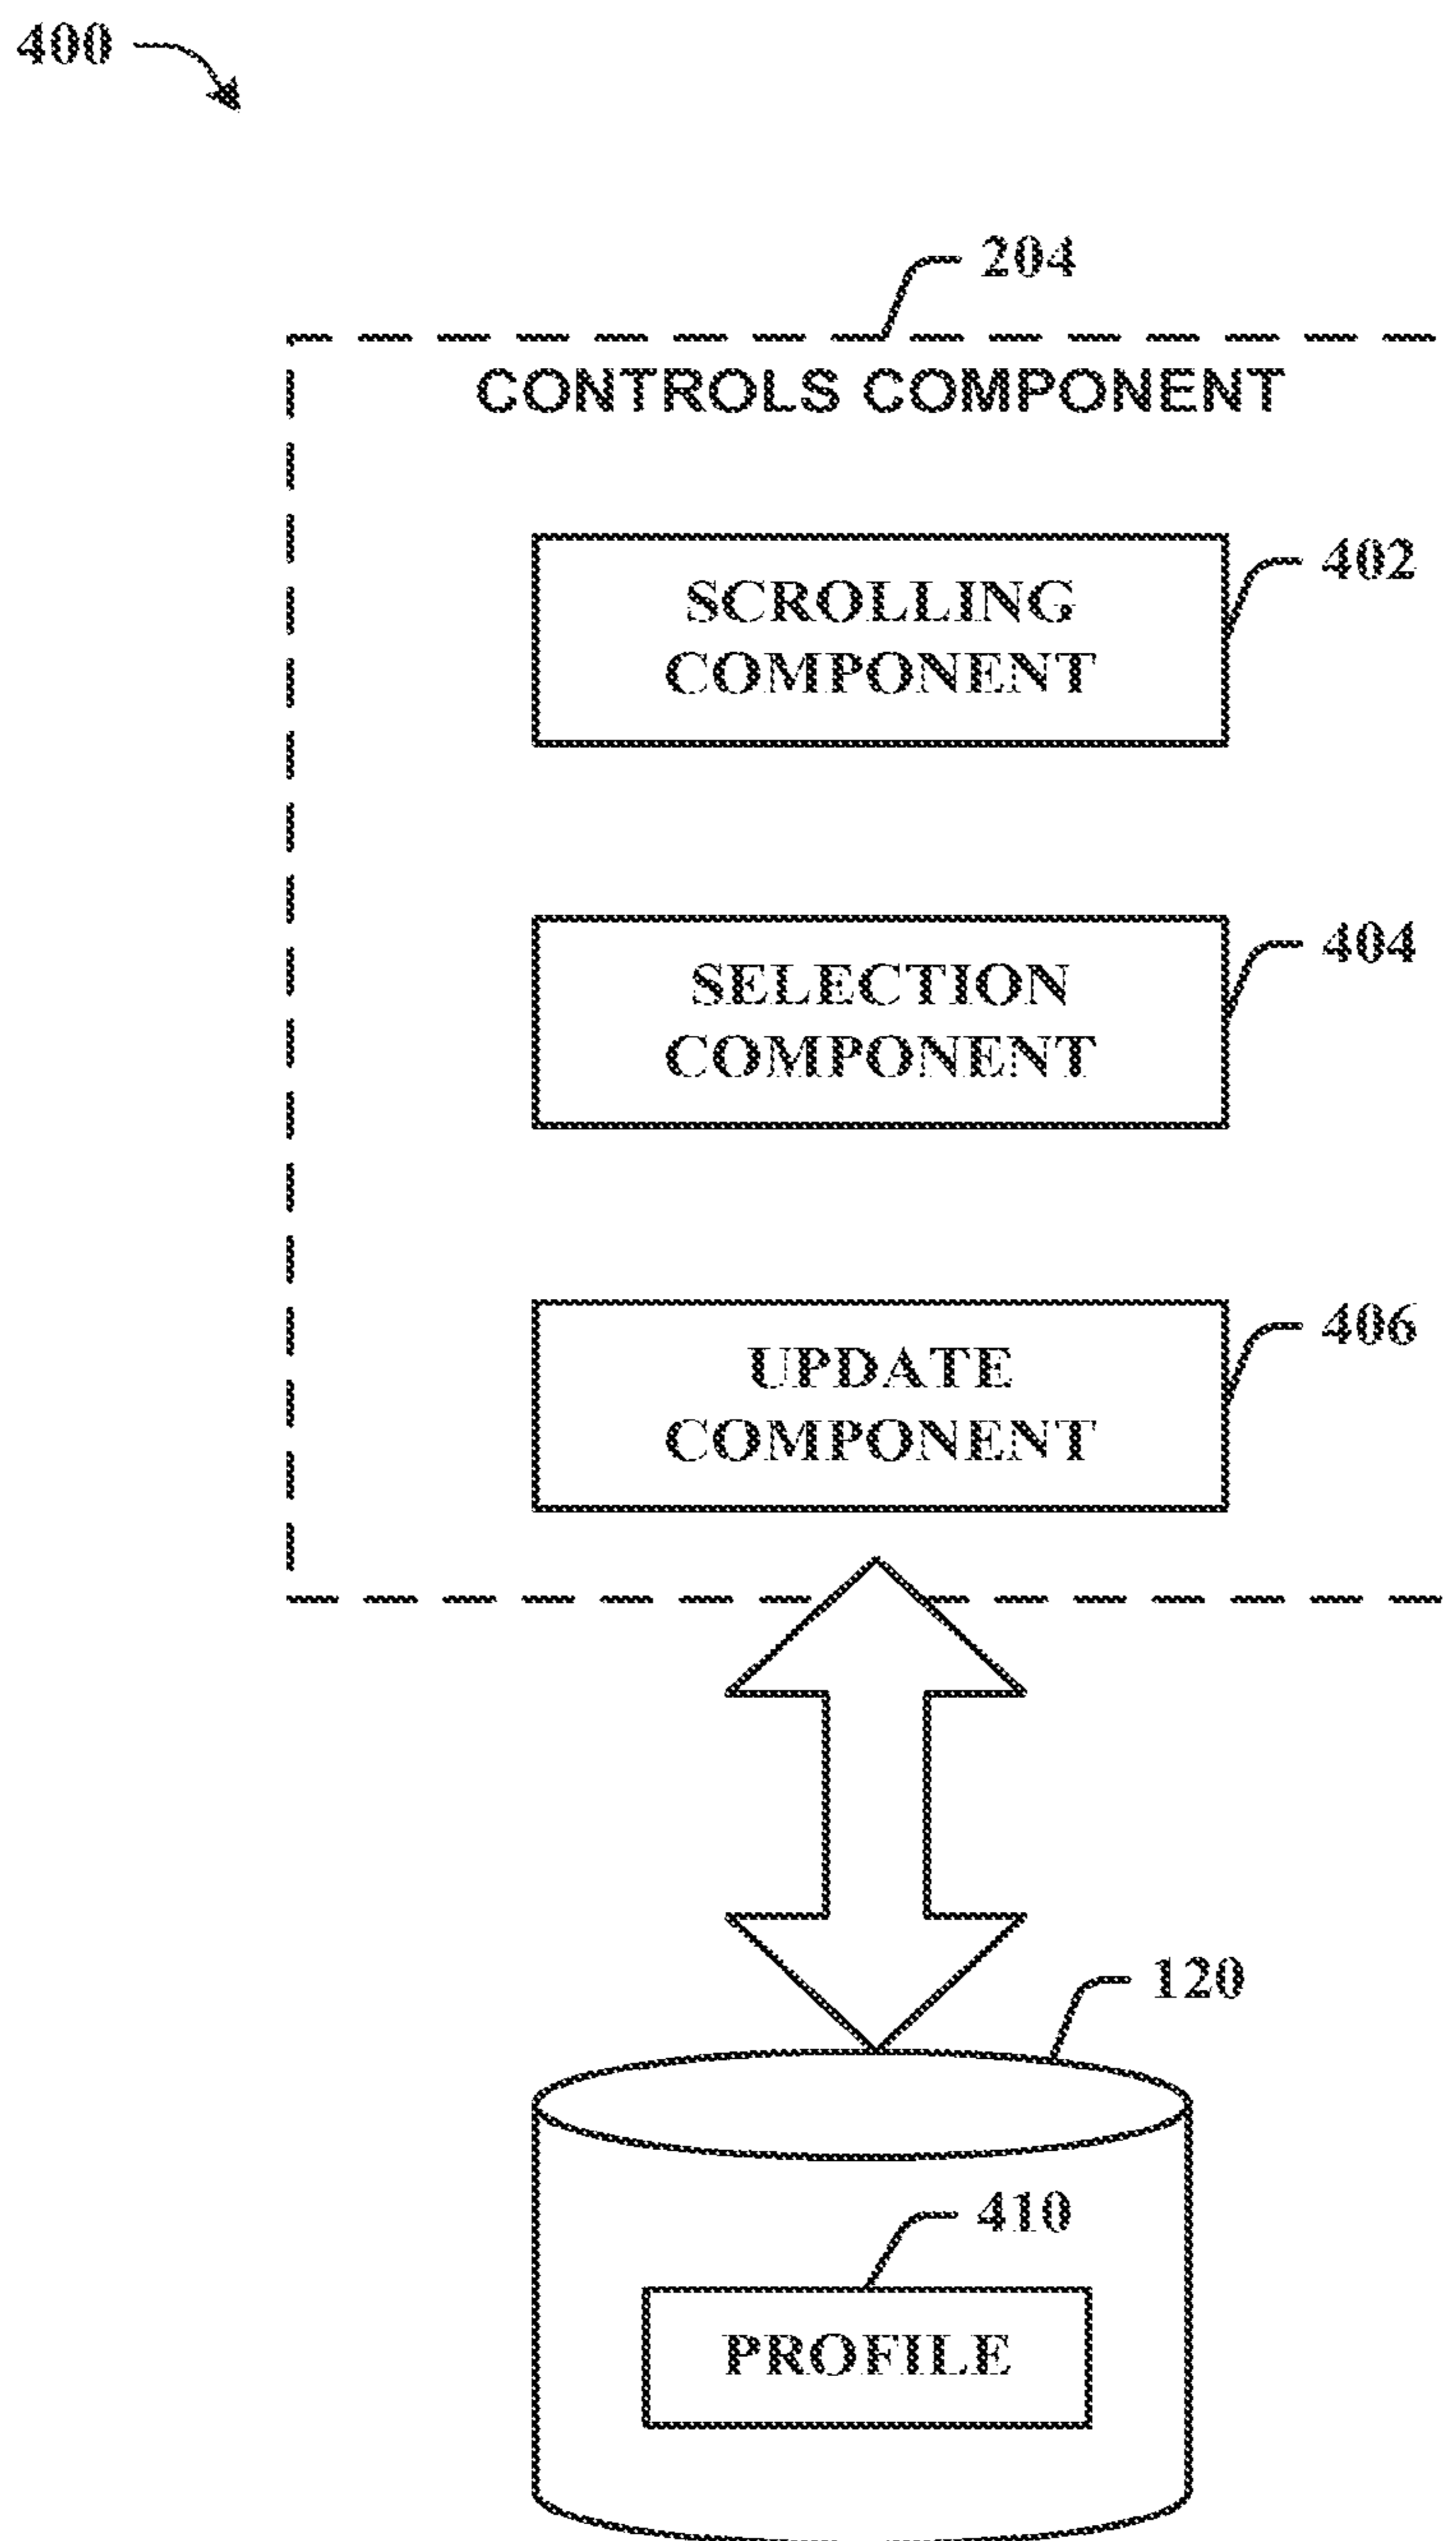 400
204
CONTROLS COMPONENT
402
SCROLLING
COMPONENT
404
SELECTION
COMPONENT
406
UPDATE
COMPONENT
120
410
PROFILE